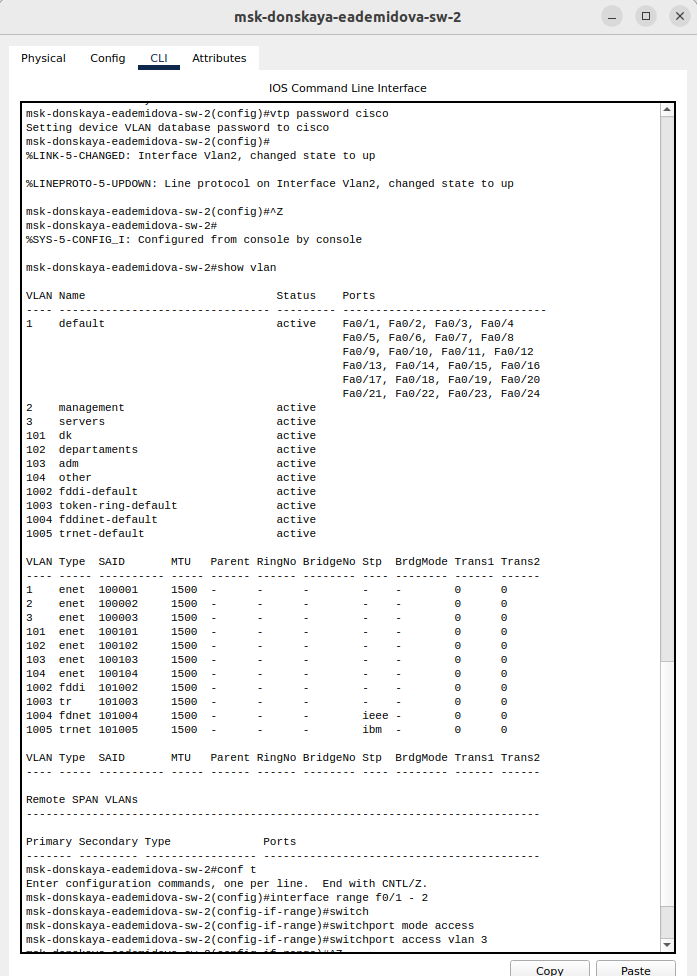 msk-donskaya-eademidova-sw-2
Physical Config CLI Attributes
IOS Command Line Interface
msk-donskaya-eademidova-sw-2(config)#vtp password cisco
Setting device VLAN database password to cisco
msk-donskaya-eademidova-sw-2(config)#
%LINK-5-CHANGED: Interface Vlan2, changed state to up
%LINEPROTO-5-UPDOWN: Line protocol on Interface Vlan2, changed state to up
msk-donskaya-eademidova-sw-2(config)#^Z
msk-donskaya-eademidova-sw-2#
%SYS-5-CONFIG_I: Configured from console by console
msk-donskaya-eademidova-sw-2#show vlan
VLAN Name                             Status    Ports
---- -------------------------------- --------- -------------------------------
1    default                          active    Fa0/1, Fa0/2, Fa0/3, Fa0/4
                                                Fa0/5, Fa0/6, Fa0/7, Fa0/8
                                                Fa0/9, Fa0/10, Fa0/11, Fa0/12
                                                Fa0/13, Fa0/14, Fa0/15, Fa0/16
                                                Fa0/17, Fa0/18, Fa0/19, Fa0/20
                                                Fa0/21, Fa0/22, Fa0/23, Fa0/24
2    management                       active
3    servers                          active
101  dk                               active
102  departaments                     active
103  adm                              active
104  other                            active
1002 fddi-default                     active
1003 token-ring-default               active
1004 fddinet-default                  active
1005 trnet-default                    active
VLAN Type  SAID       MTU   Parent RingNo BridgeNo Stp  BrdgMode Trans1 Trans2
---- ----- ---------- ----- ------ ------ -------- ---- -------- ------ ------
1    enet  100001     1500  -      -      -        -    -        0      0
2    enet  100002     1500  -      -      -        -    -        0      0
3    enet  100003     1500  -      -      -        -    -        0      0
101  enet  100101     1500  -      -      -        -    -        0      0
102  enet  100102     1500  -      -      -        -    -        0      0
103  enet  100103     1500  -      -      -        -    -        0      0
104  enet  100104     1500  -      -      -        -    -        0      0
1002 fddi  101002     1500  -      -      -        -    -        0      0
1003 tr    101003     1500  -      -      -        -    -        0      0
1004 fdnet 101004     1500  -      -      -        ieee -        0      0
1005 trnet 101005     1500  -      -      -        ibm  -        0      0
VLAN Type  SAID       MTU   Parent RingNo BridgeNo Stp  BrdgMode Trans1 Trans2
---- ----- ---------- ----- ------ ------ -------- ---- -------- ------ ------
Remote SPAN VLANs
------------------------------------------------------------------------------
Primary Secondary Type              Ports
------- --------- ----------------- ------------------------------------------
msk-donskaya-eademidova-sw-2#conf t
Enter configuration commands, one per line.  End with CNTL/Z.
msk-donskaya-eademidova-sw-2(config)#interface range f0/1 - 2
msk-donskaya-eademidova-sw-2(config-if-range)#switch
msk-donskaya-eademidova-sw-2(config-if-range)#switchport mode access
msk-donskaya-eademidova-sw-2(config-if-range)#switchport access vlan 3
msk-donskaya-eademidova-sw-2(config-if-range)#^Z
Copy Paste